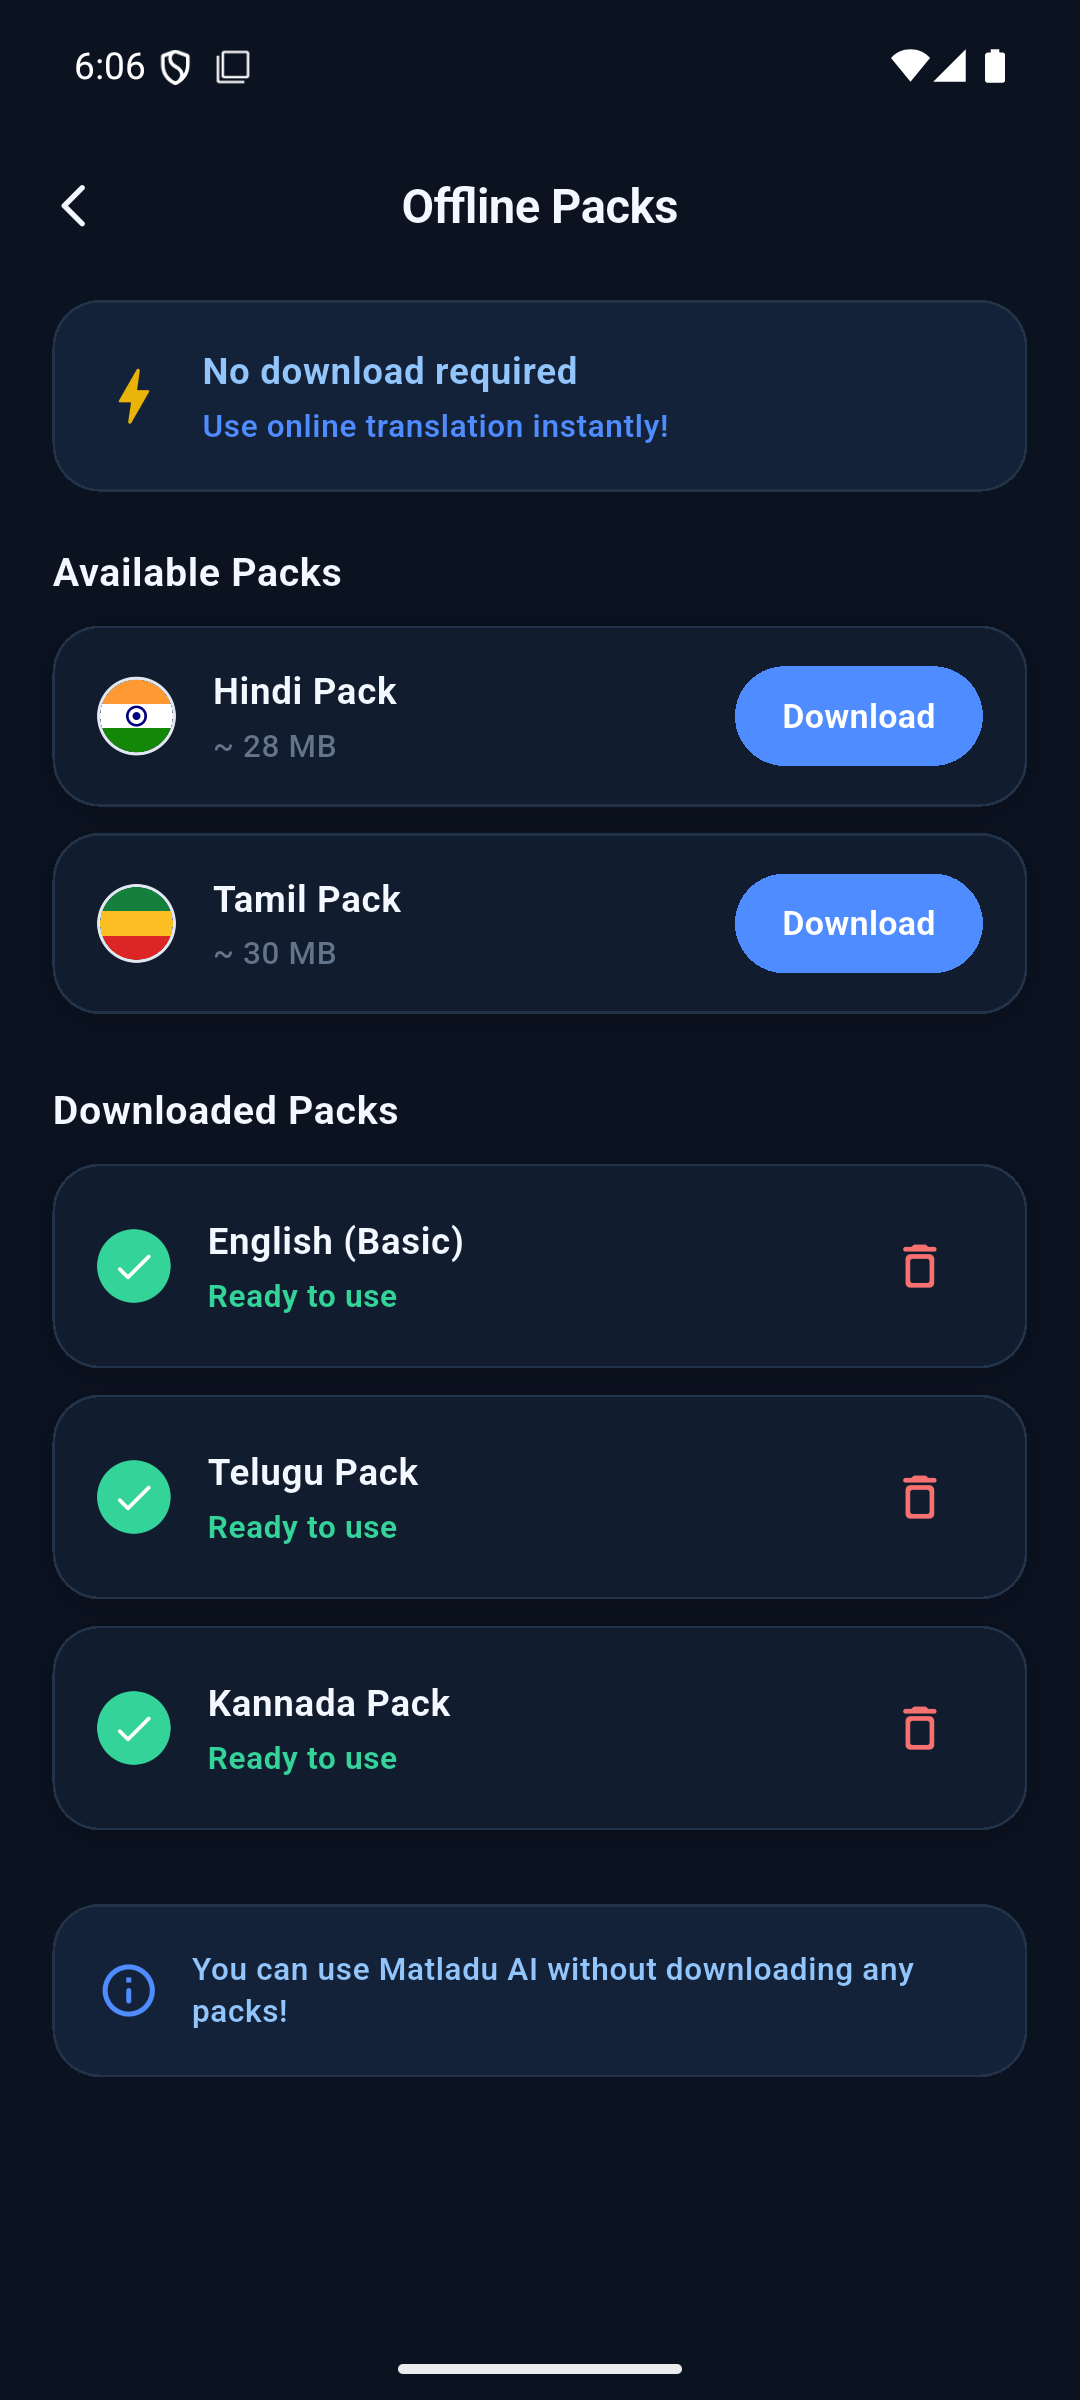 6:06
Offline Packs
No download required
Use online translation instantly!
Available Packs
Hindi Pack
~ 28 MB
Download
Tamil Pack
~ 30 MB
Download
Downloaded Packs
English (Basic)
Ready to use
Telugu Pack
Ready to use
Kannada Pack
Ready to use
You can use Matladu AI without downloading any
packs!